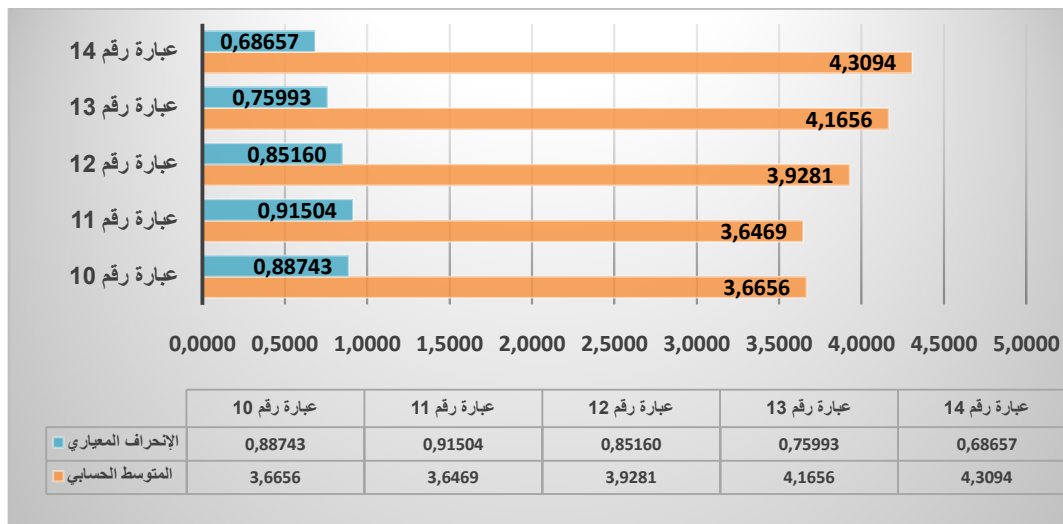 عبارة رقم 14
0,68657
4,3094
عبارة رقم 13
0,75993
4,1656
عبارة رقم 12
0,85160
3,9281
عبارة رقم 11
0,91504
3,6469
عبارة رقم 10
0,88743
3,6656
0,0000 0,5000 1,0000 1,5000 2,0000 2,5000 3,0000 3,5000 4,0000 4,5000 5,0000
عبارة رقم 10 عبارة رقم 11 عبارة رقم 12 عبارة رقم 13 عبارة رقم 14
الإنحراف المعياري 0,88743 0,91504 0,85160 0,75993 0,68657
المتوسط الحسابي 3,6656 3,6469 3,9281 4,1656 4,3094